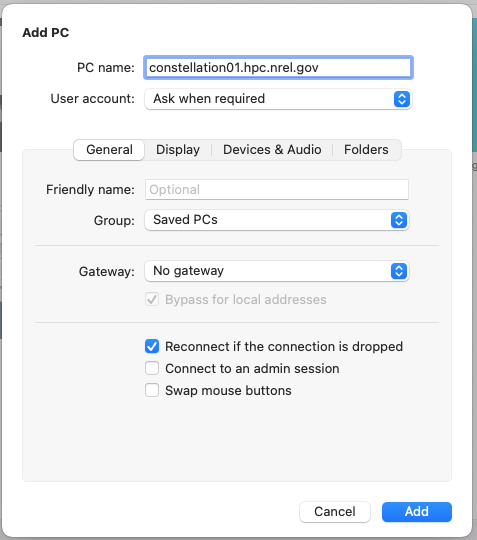 Add PC
PC name: constellation01.hpc.nrel.gov
User account: Ask when required
General Display Devices & Audio Folders
Friendly name: Optional
Group: Saved PCs
Gateway: No gateway
Bypass for local addresses
Reconnect if the connection is dropped
Connect to an admin session
Swap mouse buttons
Cancel Add